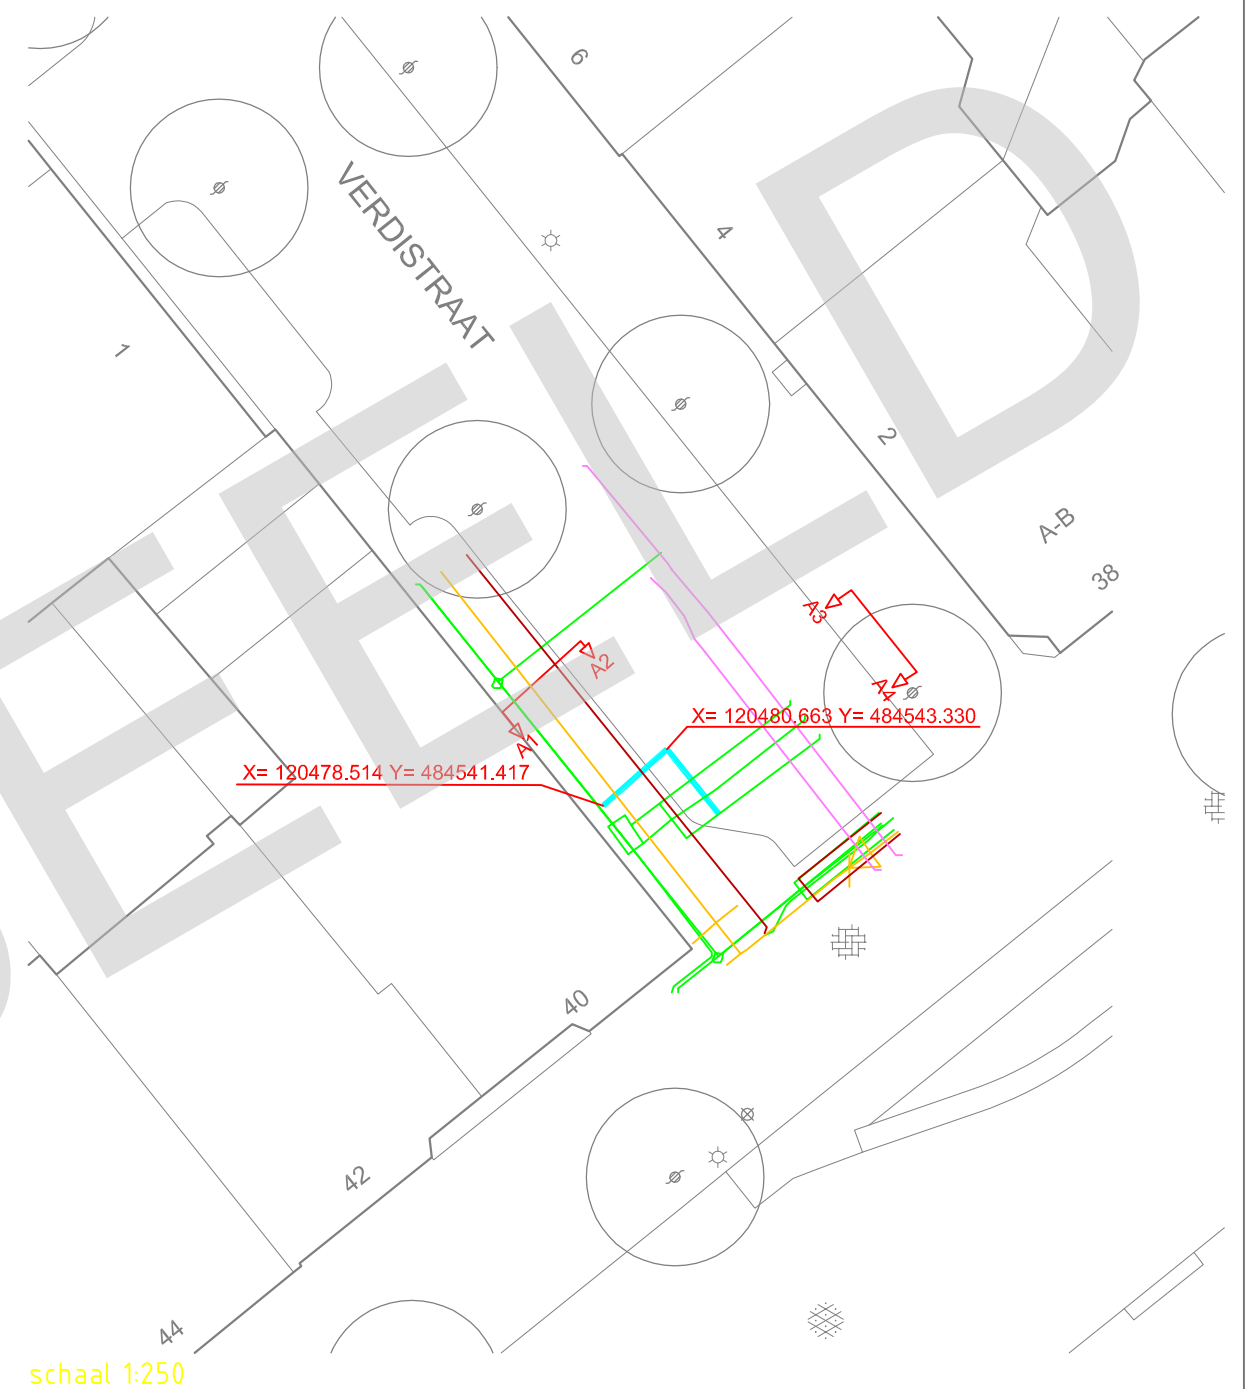 6
VERDISTRAAT
4
1
2
A-B
38
A3
A2
A4
A1
X= 120480.663 Y= 484543.330
X= 120478.514 Y= 484541.417
40
42
44
schaal 1:250
EELD